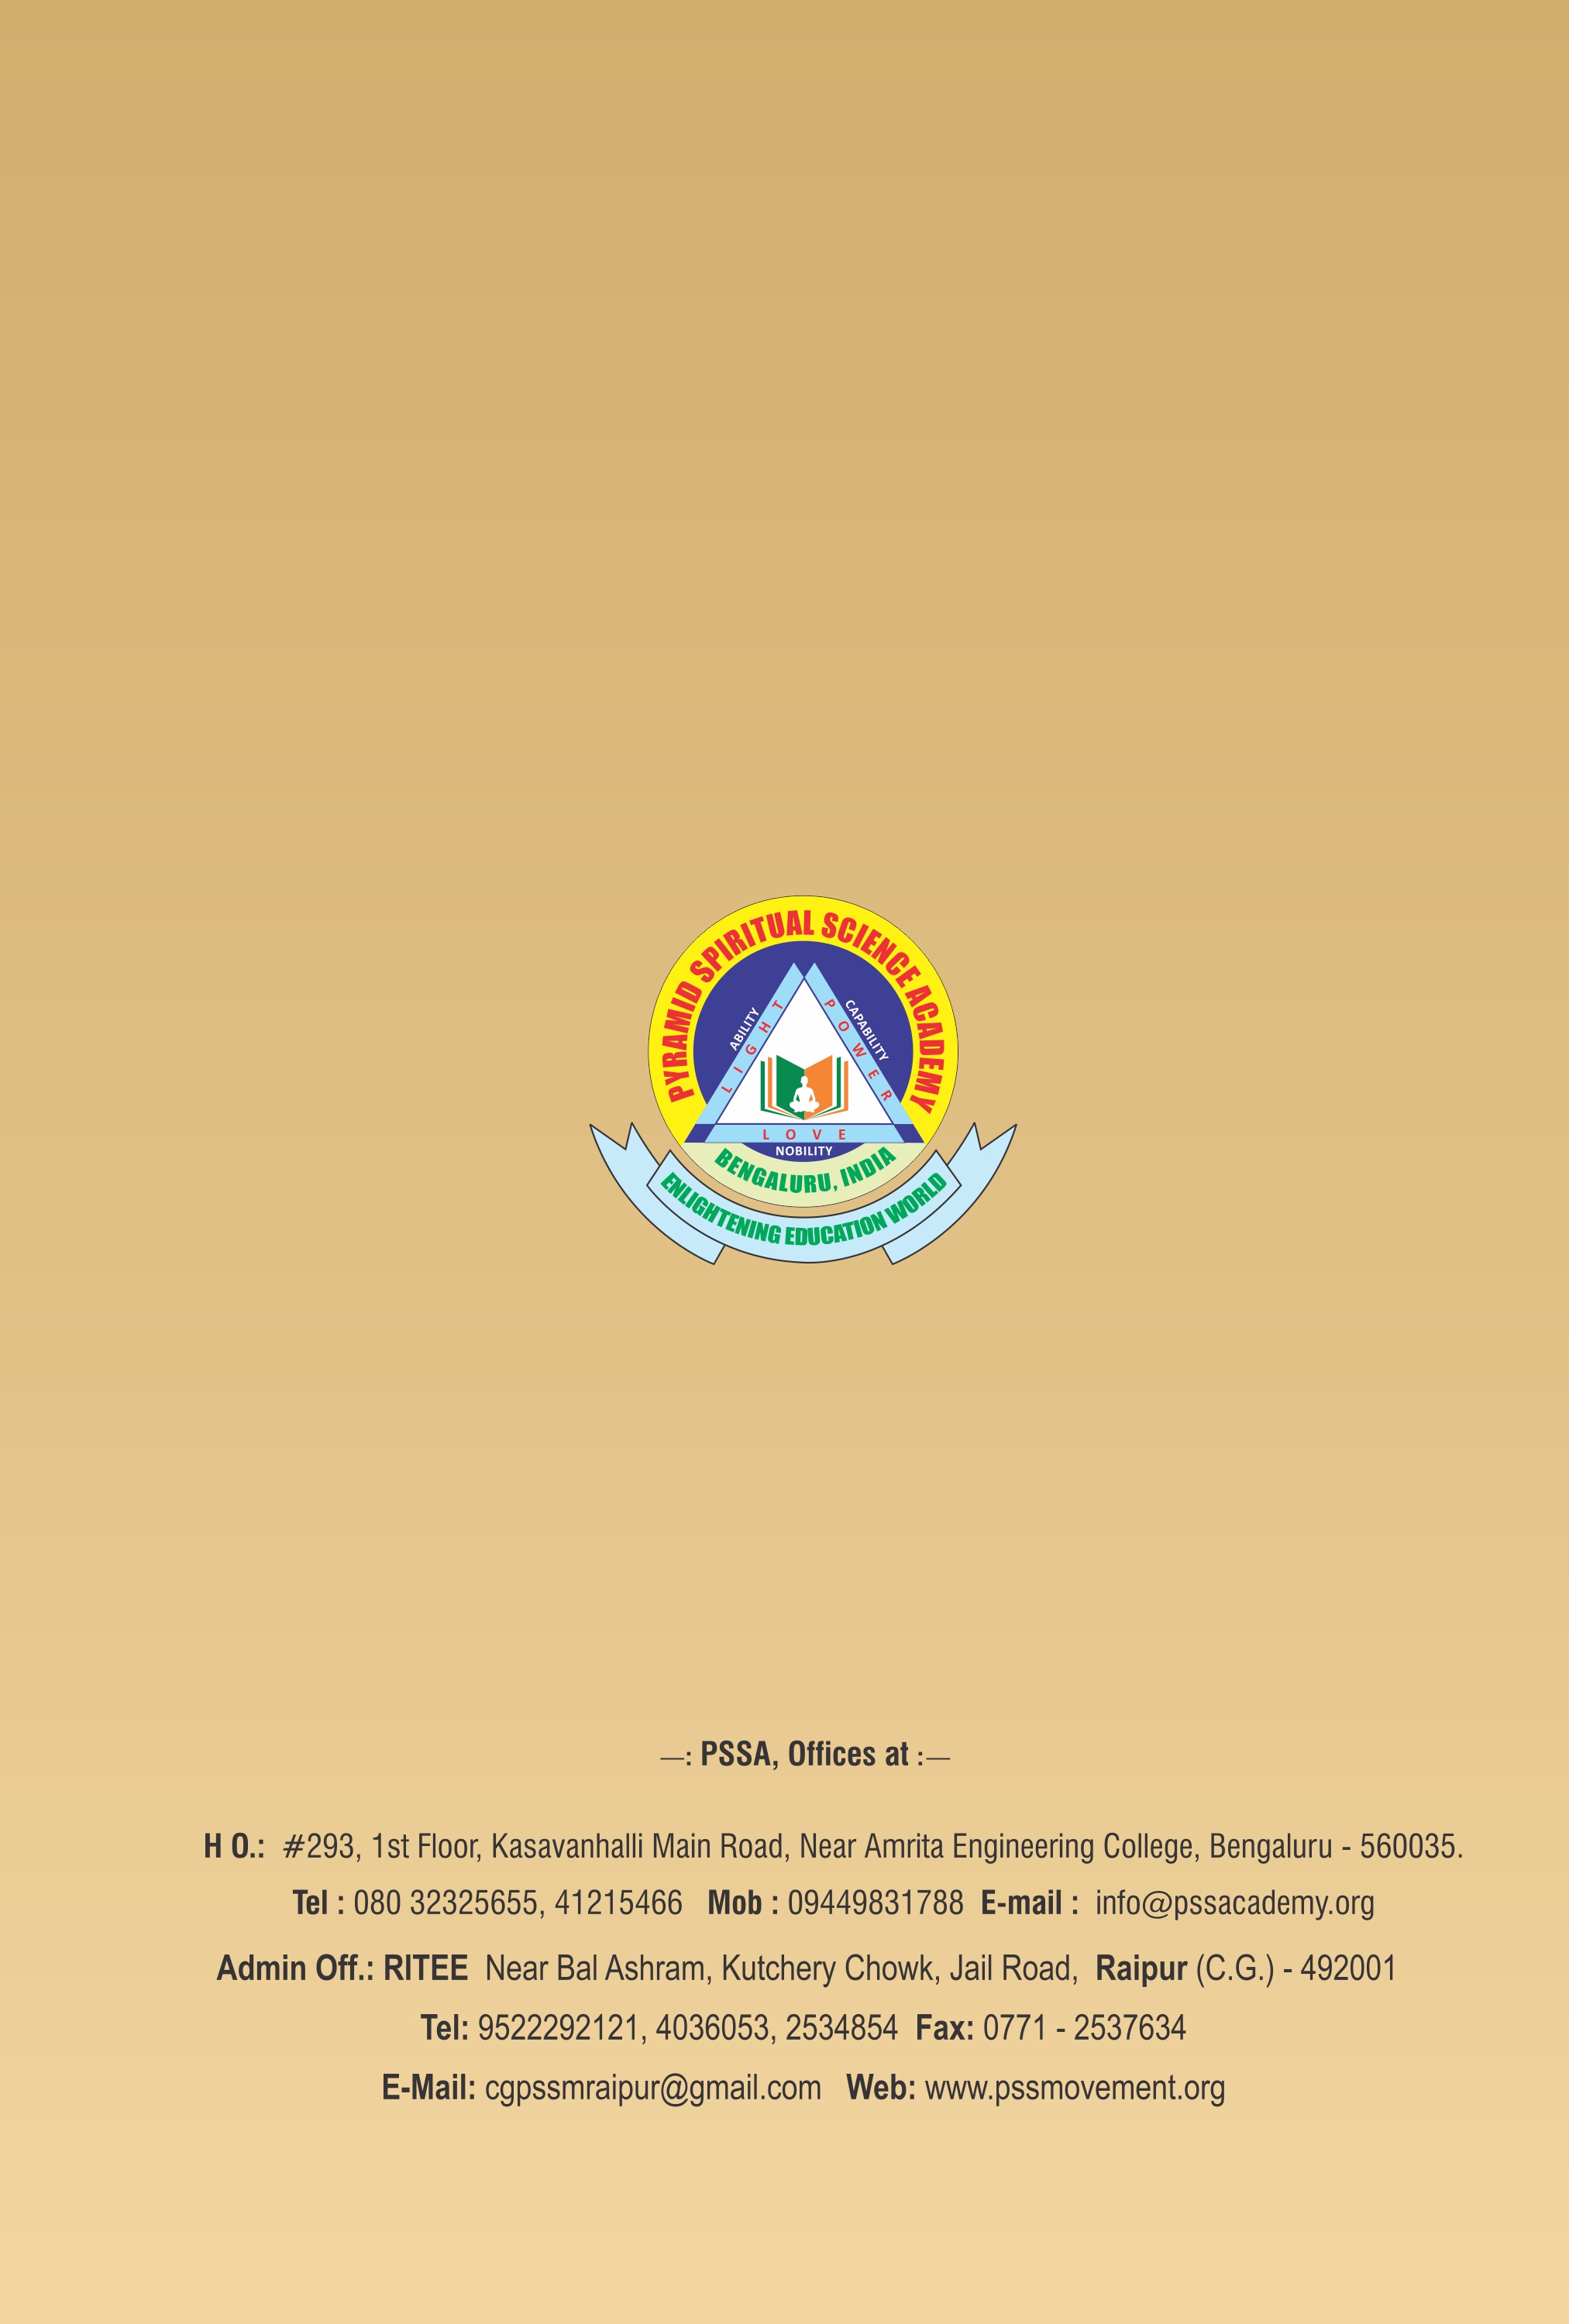 PYRAMID SPIRITUAL SCIENCE ACADEMY
ABILITY
CAPABILITY
LIGHT
POWER
LOVE
NOBILITY
BENGALURU, INDIA
ENLIGHTENING EDUCATION WORLD
—: PSSA, Offices at :—
H O.: #293, 1st Floor, Kasavanhalli Main Road, Near Amrita Engineering College, Bengaluru - 560035.
Tel : 080 32325655, 41215466 Mob : 09449831788 E-mail : info@pssacademy.org
Admin Off.: RITEE Near Bal Ashram, Kutchery Chowk, Jail Road, Raipur (C.G.) - 492001
Tel: 9522292121, 4036053, 2534854 Fax: 0771 - 2537634
E-Mail: cgpssmraipur@gmail.com Web: www.pssmovement.org